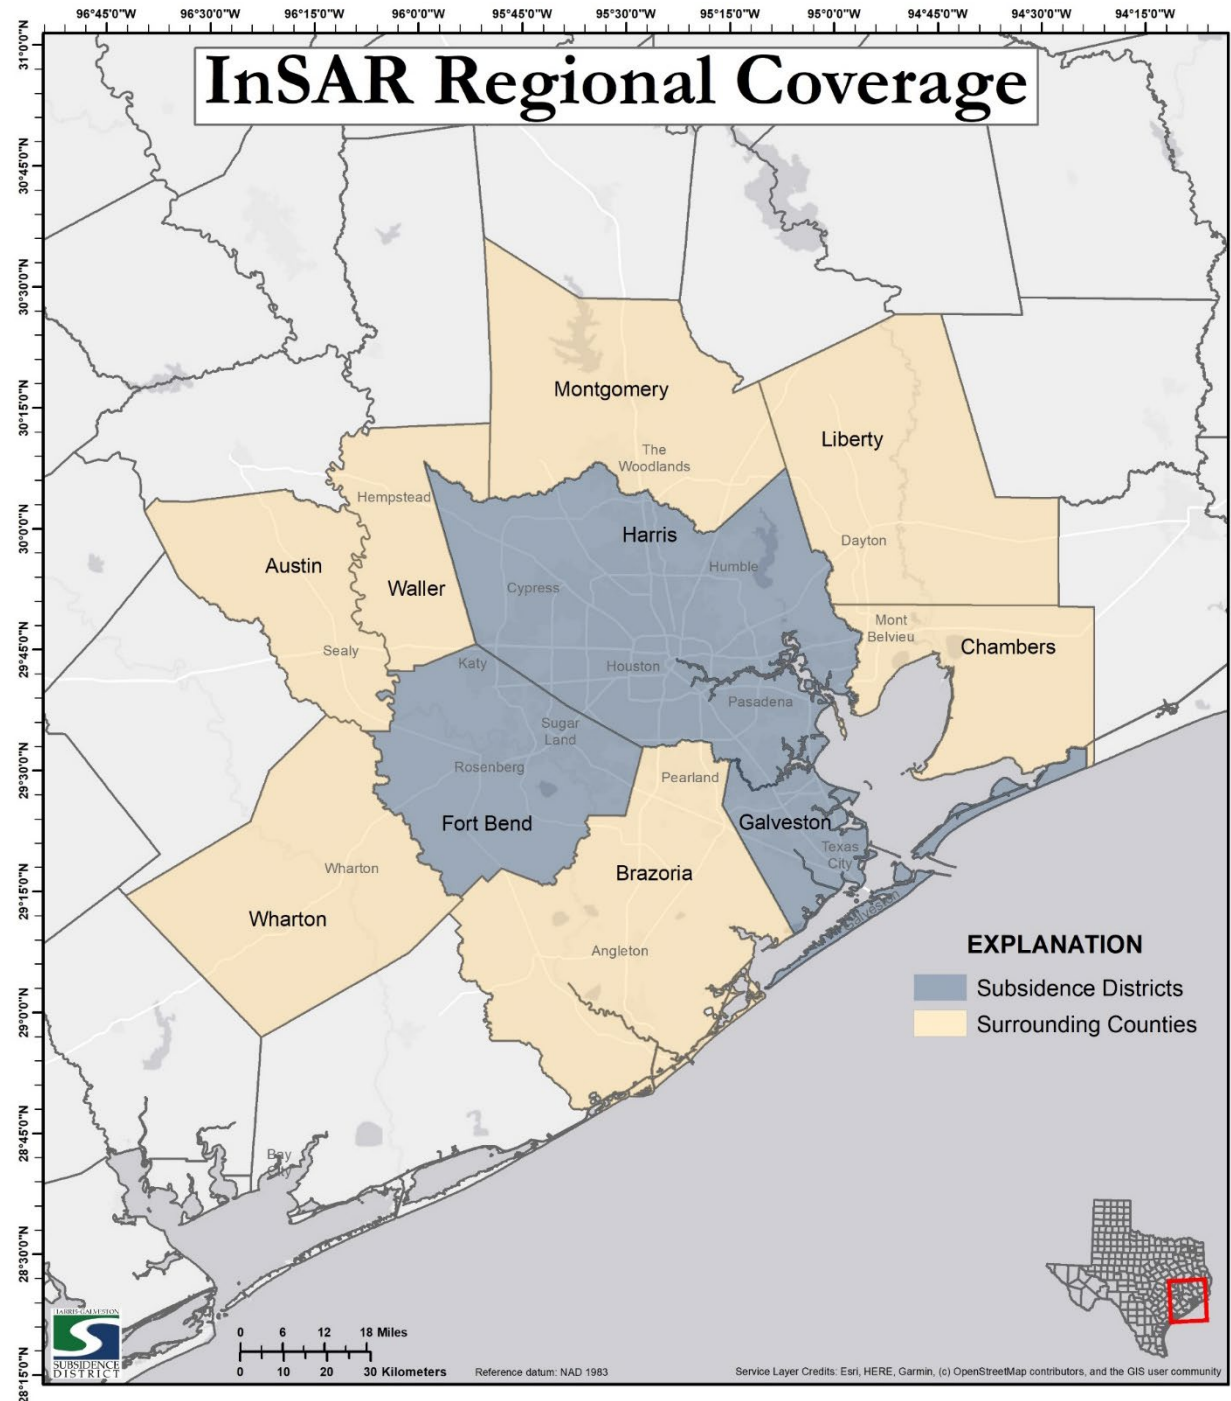 96°45'0"W 96°30'0"W 96°15'0"W 96°0'0"W 95°45'0"W 95°30'0"W 95°15'0"W 95°0'0"W 94°45'0"W 94°30'0"W 94°15'0"W
InSAR Regional Coverage
31°0'0"N
30°45'0"N
30°30'0"N
30°15'0"N
30°0'0"N
29°45'0"N
29°30'0"N
29°15'0"N
29°0'0"N
28°45'0"N
28°30'0"N
28°15'0"N
Montgomery
The
Woodlands
Liberty
Hempstead
Harris
Dayton
Austin
Humble
Waller
Cypress
Mont
Belvieu
Sealy
Katy
Houston
Chambers
Pasadena
Sugar
Land
Rosenberg
Pearland
Fort Bend
Galveston
Texas
City
Wharton
Brazoria
Wharton
Galveston
Angleton
EXPLANATION
Subsidence Districts
Surrounding Counties
Bay
City
HARRIS-GALVESTON
SUBSIDENCE
DISTRICT
0 6 12 18 Miles
0 10 20 30 Kilometers
Reference datum: NAD 1983
Service Layer Credits: Esri, HERE, Garmin, (c) OpenStreetMap contributors, and the GIS user community